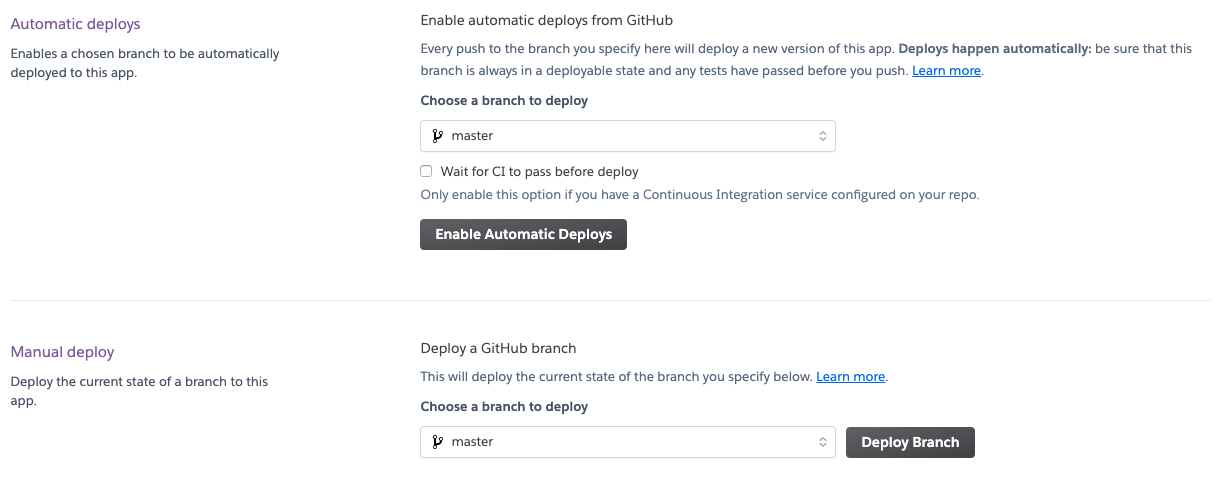 Automatic deploys
Enables a chosen branch to be automatically
deployed to this app.
Enable automatic deploys from GitHub
Every push to the branch you specify here will deploy a new version of this app. Deploys happen automatically: be sure that this
branch is always in a deployable state and any tests have passed before you push. Learn more.
Choose a branch to deploy
master
Wait for CI to pass before deploy
Only enable this option if you have a Continuous Integration service configured on your repo.
Enable Automatic Deploys
Manual deploy
Deploy the current state of a branch to this
app.
Deploy a GitHub branch
This will deploy the current state of the branch you specify below. Learn more.
Choose a branch to deploy
master
Deploy Branch